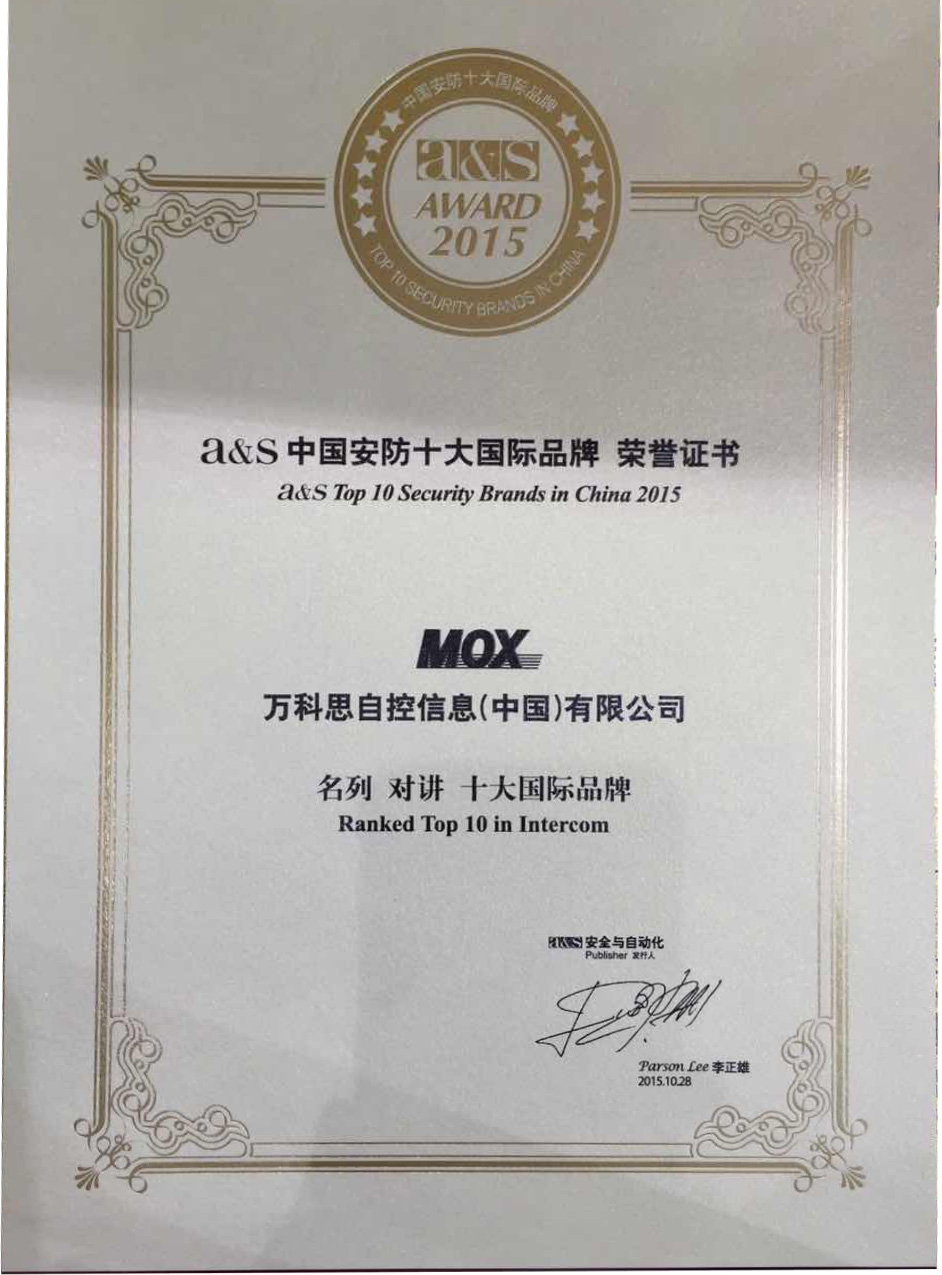 中国安防十大国际品牌
a&s
AWARD
2015
TOP 10 SECURITY BRANDS IN CHINA
a&s 中国安防十大国际品牌 荣誉证书
a&s Top 10 Security Brands in China 2015
MOX
万科思自控信息(中国)有限公司
名列 对讲 十大国际品牌
Ranked Top 10 in Intercom
a&s 安全与自动化
Publisher 发行人
Parson Lee 李正雄
2015.10.28